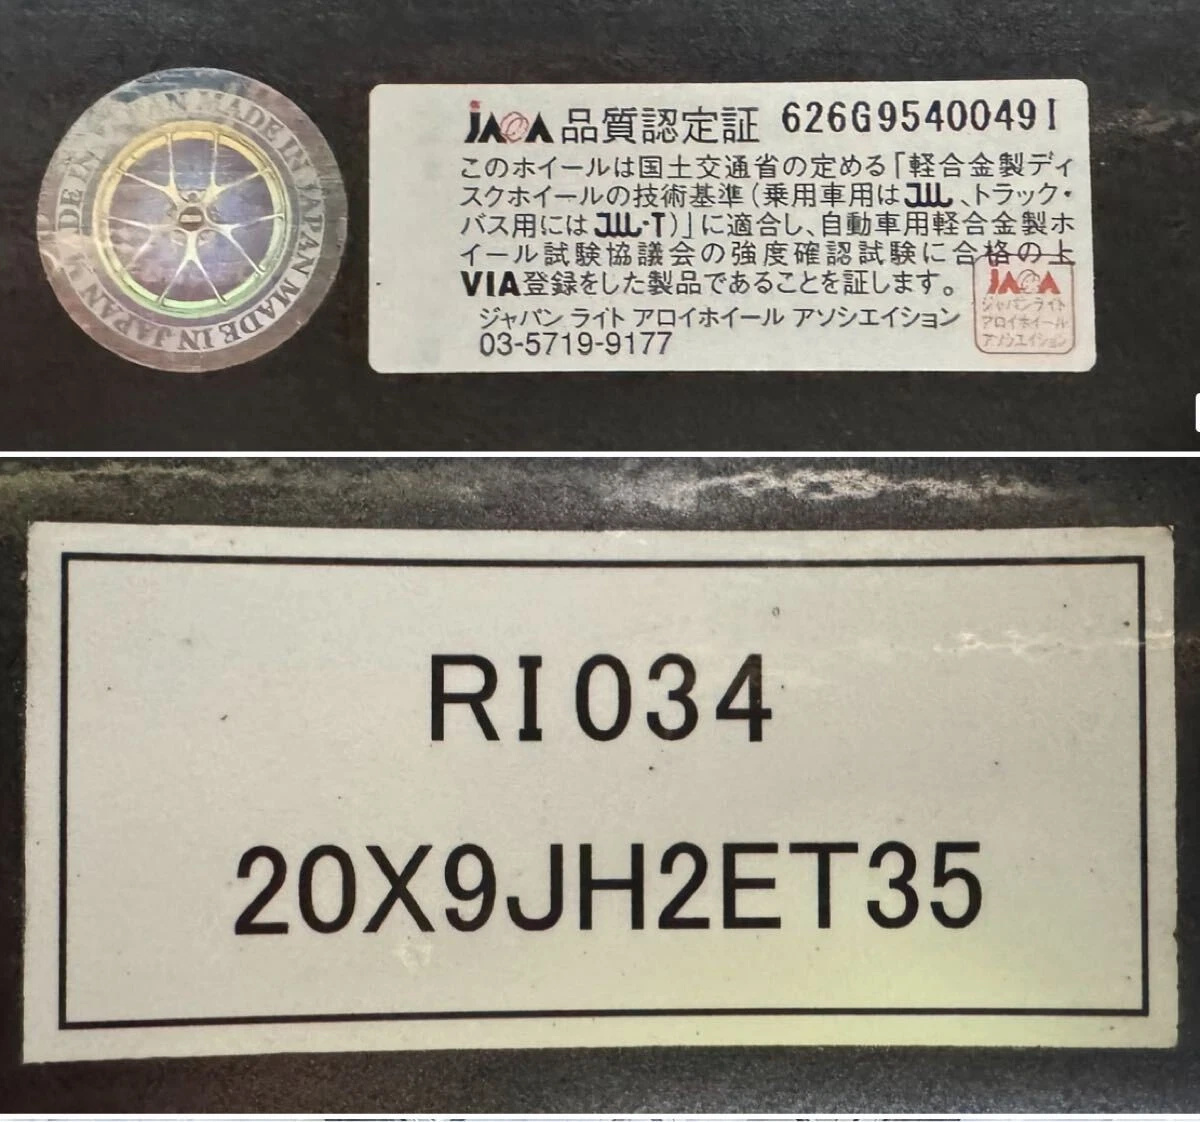 MADE IN JAPAN MADE IN JAPAN MADE IN JAPAN
JAWA 品質認定証 626G9540049I
このホイールは国土交通省の定める「軽合金製ディ
スクホイールの技術基準(乗用車用はJWL、トラック・
バス用にはJWL-T)」に適合し、自動車用軽合金製ホ
イール試験協議会の強度確認試験に合格の上
VIA登録をした製品であることを証します。
ジャパン ライト アロイホイール アソシエイション
03-5719-9177
JAWA
ジャパン ライト
アロイホイール
アソシエイション
RI034
20X9JH2ET35